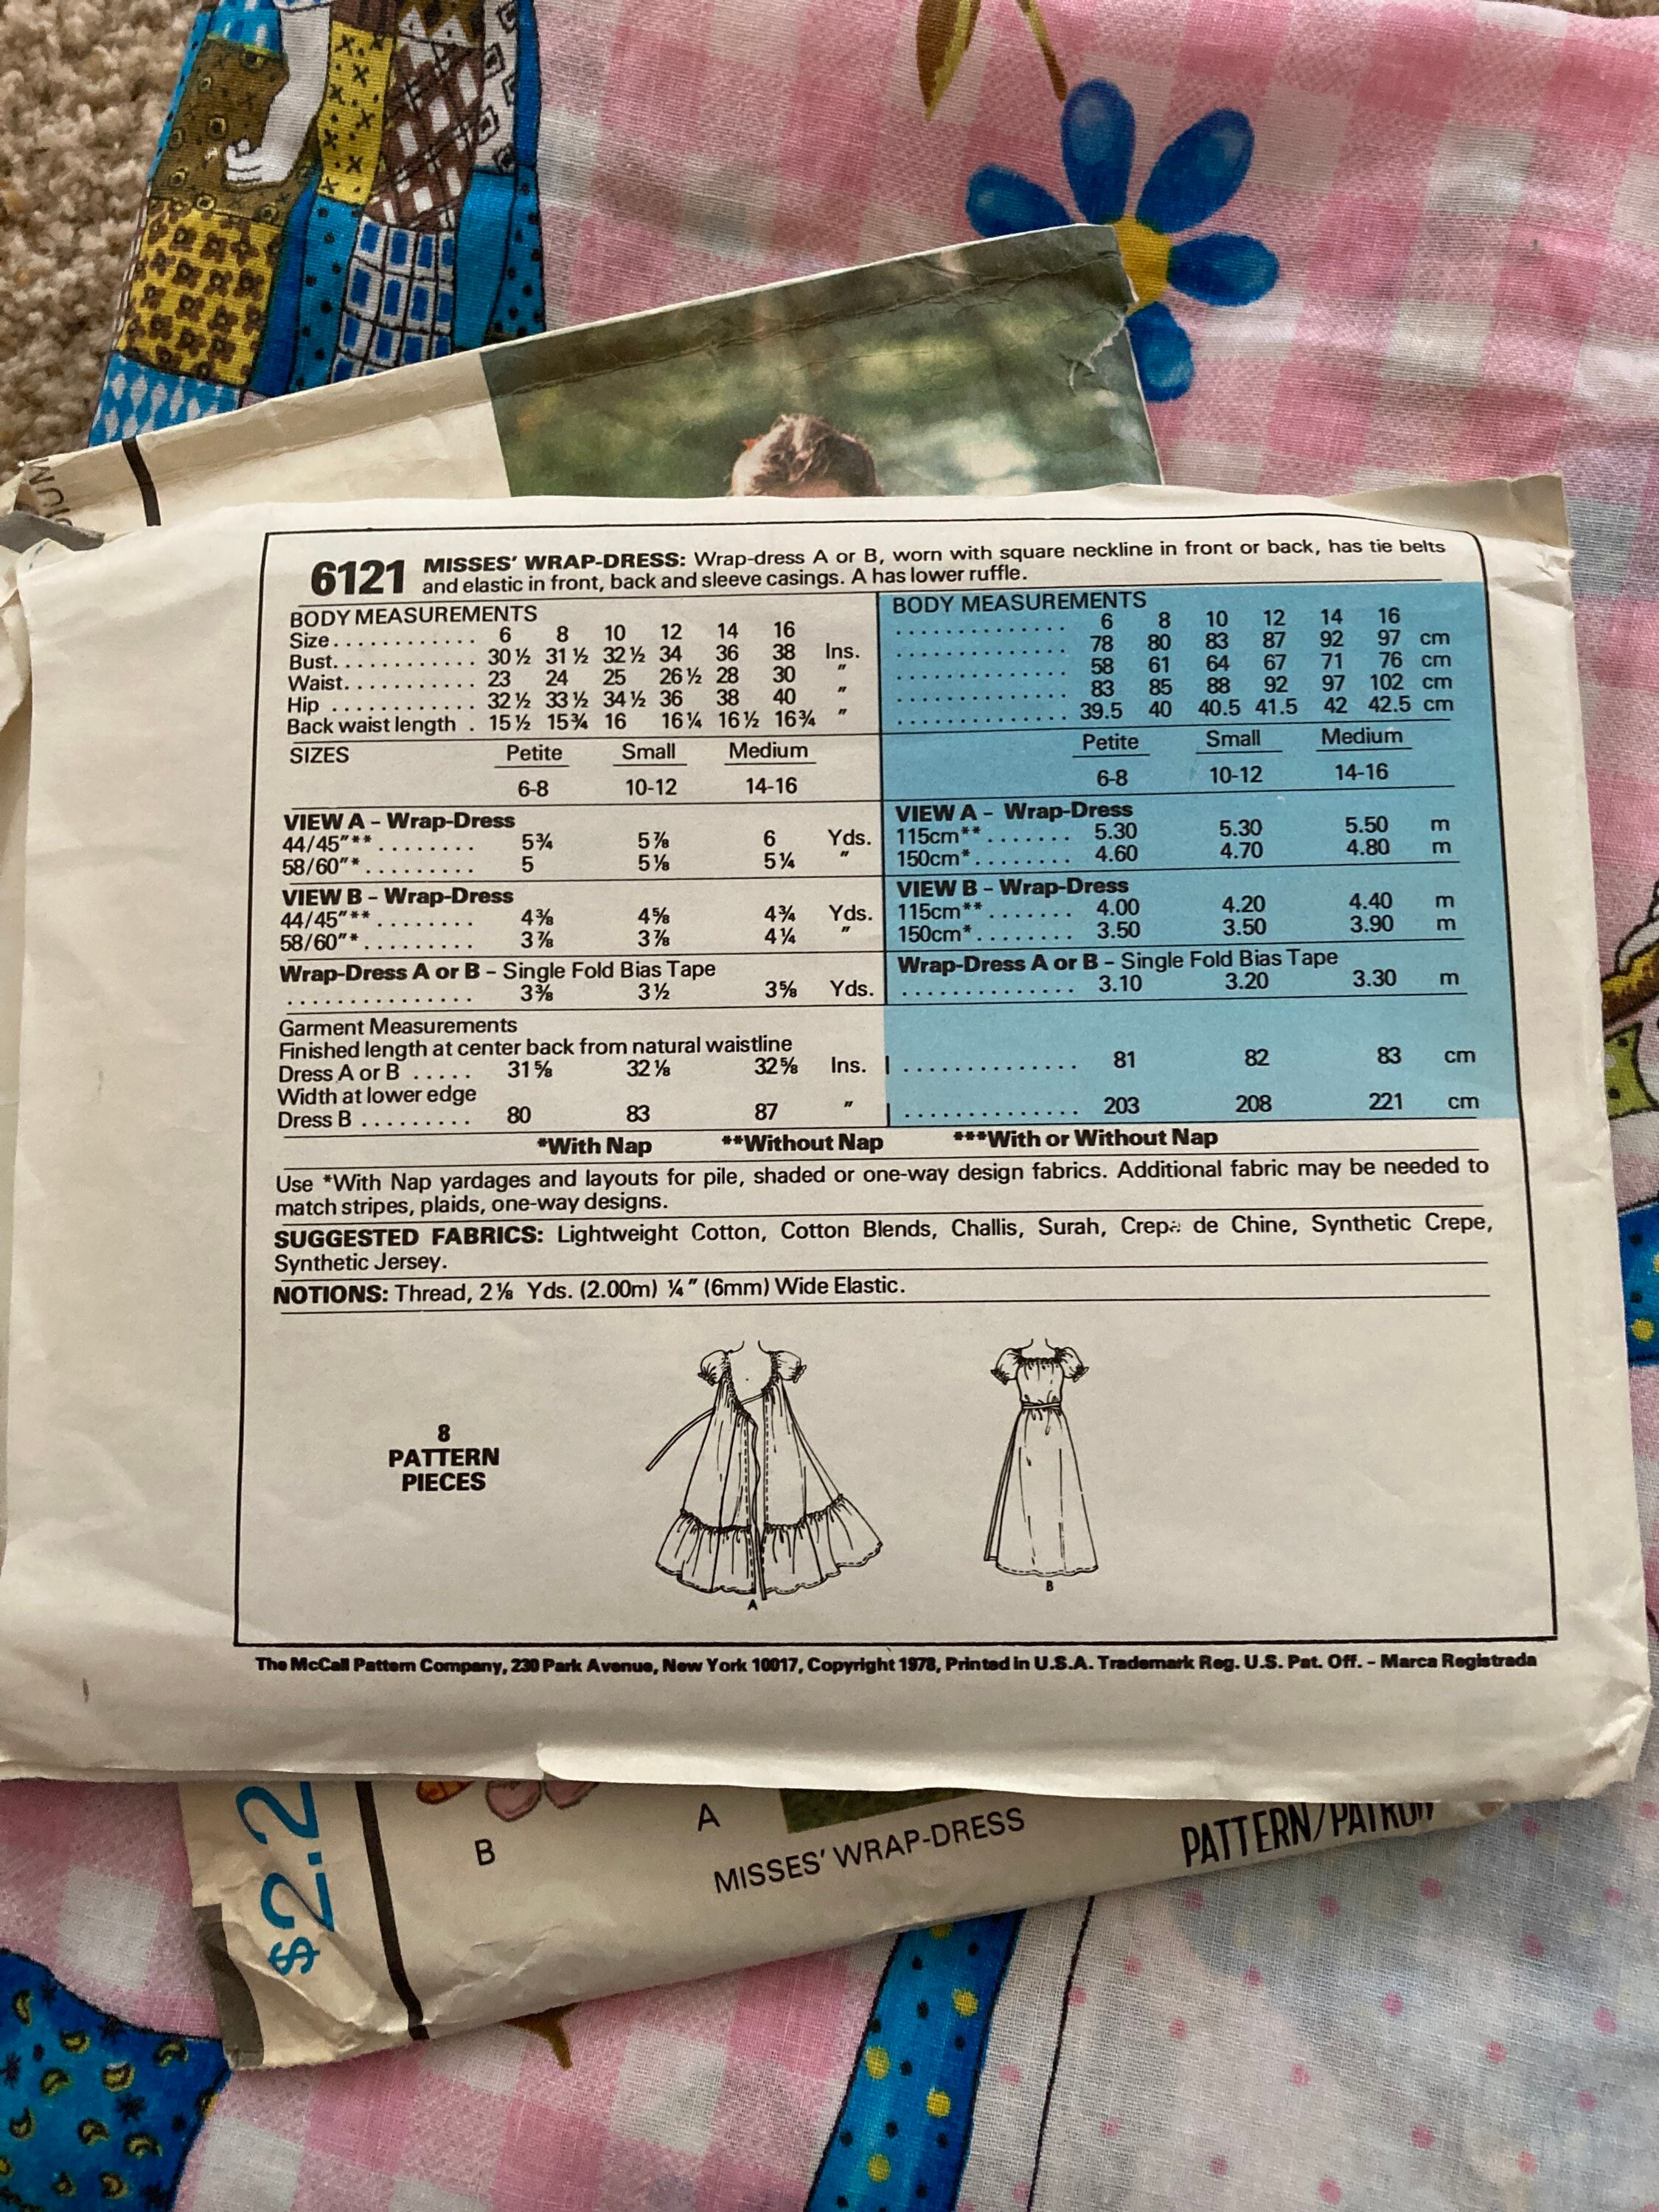 6121 MISSES' WRAP-DRESS: Wrap-dress A or B, worn with square neckline in front or back, has tie belts
and elastic in front, back and sleeve casings. A has lower ruffle.
BODY MEASUREMENTS
Size............ 6 8 10 12 14 16
Bust............ 30½ 31½ 32½ 34 36 38 Ins.
Waist........... 23 24 25 26½ 28 30 "
Hip ............ 32½ 33½ 34½ 36 38 40 "
Back waist length . 15½ 15¾ 16 16¼ 16½ 16¾ "
SIZES Petite Small Medium
6-8 10-12 14-16
VIEW A – Wrap-Dress
44/45"** ........ 5¾ 5⅞ 6 Yds.
58/60"* ......... 5 5⅛ 5¼ "
VIEW B – Wrap-Dress
44/45"** ........ 4⅜ 4⅝ 4¾ Yds.
58/60"* ......... 3⅞ 3⅞ 4¼ "
Wrap-Dress A or B – Single Fold Bias Tape
............... 3⅜ 3½ 3⅝ Yds.
Garment Measurements
Finished length at center back from natural waistline
Dress A or B ..... 31⅝ 32⅛ 32⅝ Ins.
Width at lower edge
Dress B ......... 80 83 87 "
BODY MEASUREMENTS
............... 6 8 10 12 14 16
............... 78 80 83 87 92 97 cm
............... 58 61 64 67 71 76 cm
............... 83 85 88 92 97 102 cm
............... 39.5 40 40.5 41.5 42 42.5 cm
Petite Small Medium
6-8 10-12 14-16
VIEW A – Wrap-Dress
115cm** ....... 5.30 5.30 5.50 m
150cm* ........ 4.60 4.70 4.80 m
VIEW B – Wrap-Dress
115cm** ....... 4.00 4.20 4.40 m
150cm* ........ 3.50 3.50 3.90 m
Wrap-Dress A or B – Single Fold Bias Tape
.............. 3.10 3.20 3.30 m
.............. 81 82 83 cm
.............. 203 208 221 cm
*With Nap **Without Nap ***With or Without Nap
Use *With Nap yardages and layouts for pile, shaded or one-way design fabrics. Additional fabric may be needed to
match stripes, plaids, one-way designs.
SUGGESTED FABRICS: Lightweight Cotton, Cotton Blends, Challis, Surah, Crepe de Chine, Synthetic Crepe,
Synthetic Jersey.
NOTIONS: Thread, 2⅛ Yds. (2.00m) ¼" (6mm) Wide Elastic.
8
PATTERN
PIECES
A
B
The McCall Pattern Company, 230 Park Avenue, New York 10017, Copyright 1978, Printed in U.S.A. Trademark Reg. U.S. Pat. Off. – Marca Registrada
$2.2
B
A
MISSES' WRAP-DRESS
PATTERN/PATRON